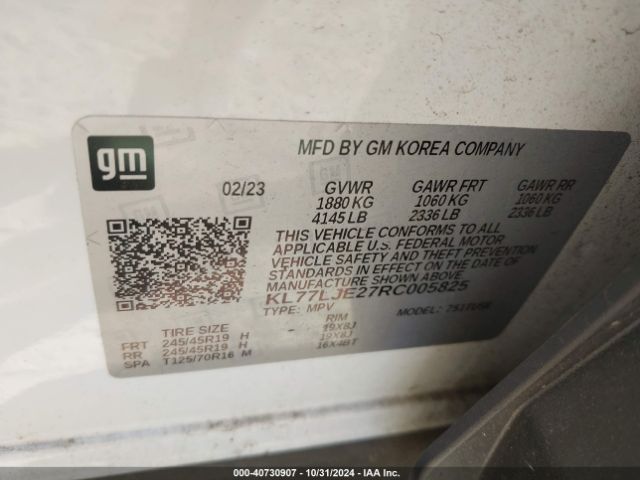 gm
MFD BY GM KOREA COMPANY
02/23 GVWR GAWR FRT GAWR RR
1880 KG 1060 KG 1060 KG
4145 LB 2336 LB 2336 LB
THIS VEHICLE CONFORMS TO ALL
APPLICABLE U.S. FEDERAL MOTOR
VEHICLE SAFETY AND THEFT PREVENTION
STANDARDS IN EFFECT ON THE DATE
OF MANUFACTURE SHOWN ABOVE.
KL77LJE27RC005825
TYPE: MPV MODEL:
TIRE SIZE RIM
FRT 245/45R19 H 19X8J
RR 245/45R19 H 19X8J
SPA T125/70R16 M 16X4BT
000-40730907 - 10/31/2024 - IAA Inc.